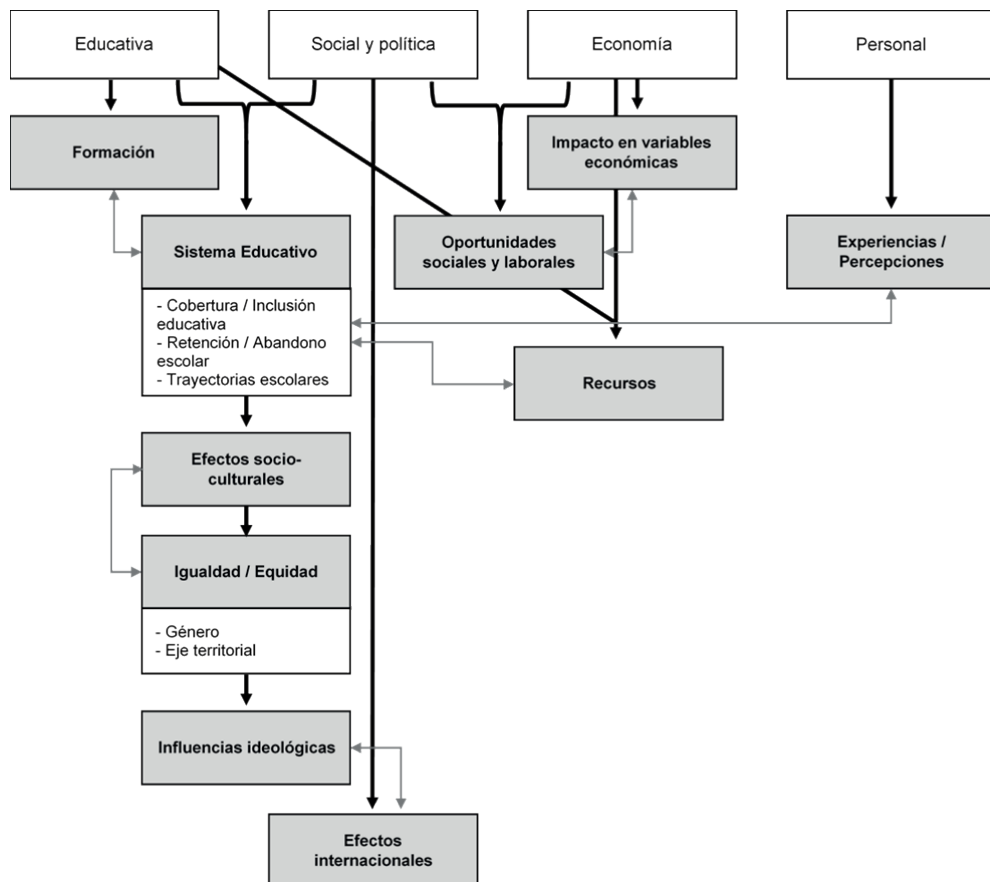 Educativa
Social y política
Economía
Personal
Formación
Impacto en variables
económicas
Sistema Educativo
Oportunidades
sociales y laborales
Experiencias /
Percepciones
- Cobertura / Inclusión
educativa
- Retención / Abandono
escolar
- Trayectorias escolares
Recursos
Efectos socio-
culturales
Igualdad / Equidad
- Género
- Eje territorial
Influencias ideológicas
Efectos
internacionales